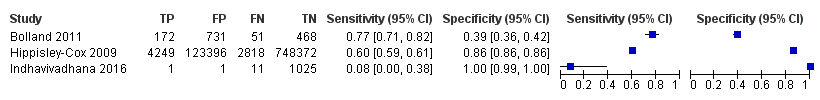 Study TP FP FN TN Sensitivity (95% CI) Specificity (95% CI) Sensitivity (95% CI) Specificity (95% CI)
Bolland 2011 172 731 51 468 0.77 [0.71, 0.82] 0.39 [0.36, 0.42]
Hippisley-Cox 2009 4249 123396 2818 748372 0.60 [0.59, 0.61] 0.86 [0.86, 0.86]
Indhavivadhana 2016 1 1 11 1025 0.08 [0.00, 0.38] 1.00 [0.99, 1.00]
0 0.2 0.4 0.6 0.8 1 0 0.2 0.4 0.6 0.8 1